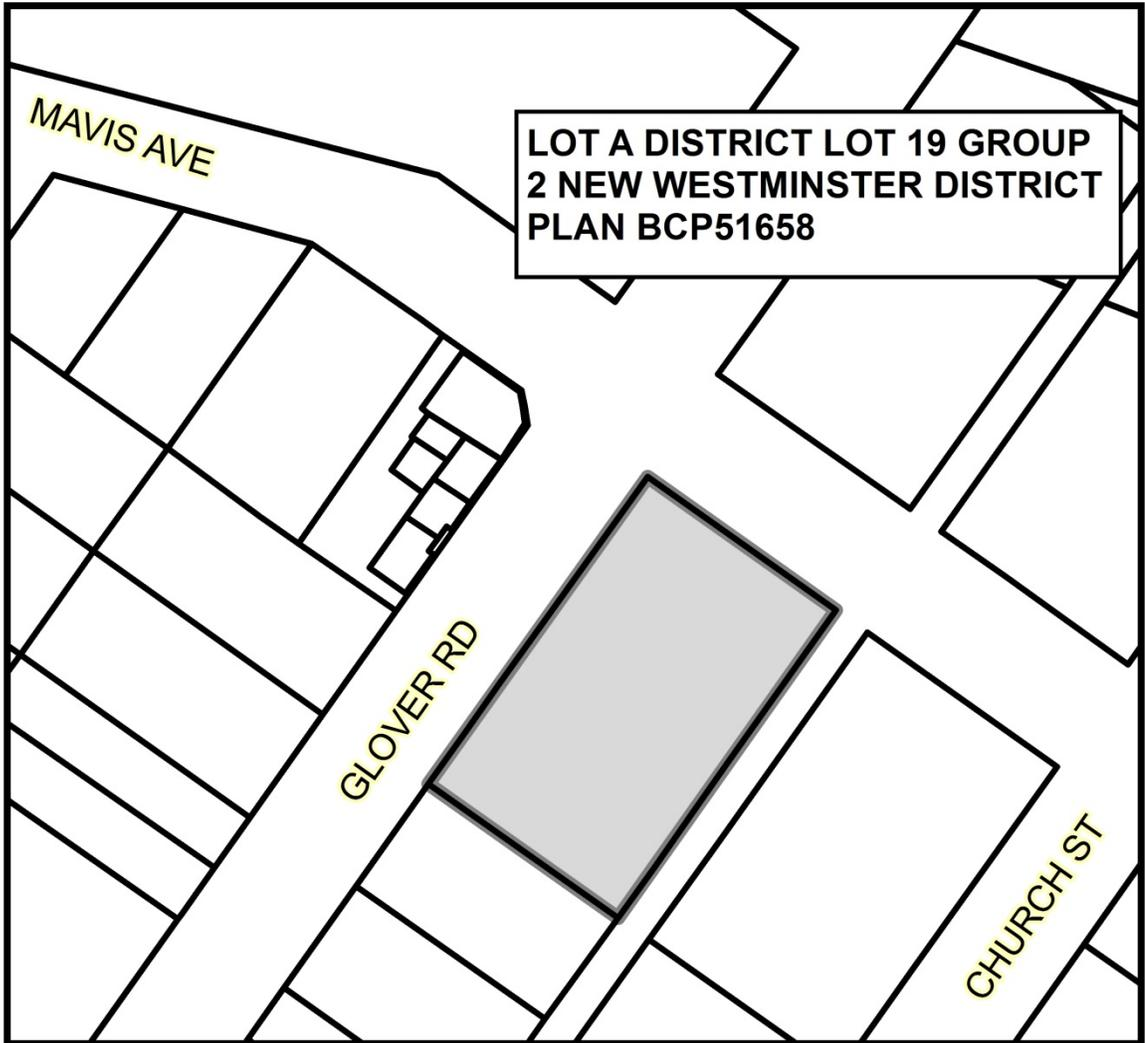 MAVIS AVE
LOT A DISTRICT LOT 19 GROUP
2 NEW WESTMINSTER DISTRICT
PLAN BCP51658
GLOVER RD
CHURCH ST